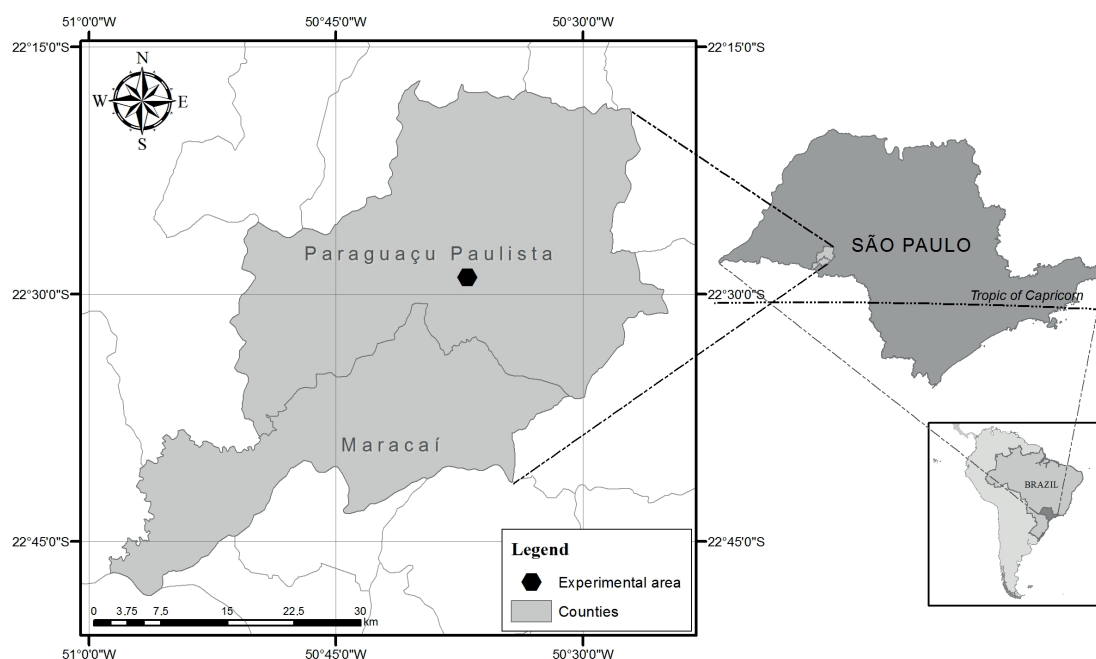 51°0'0"W 50°45'0"W 50°30'0"W
22°15'0"S 22°15'0"S
N
W E
S
Paraguaçu Paulista
SÃO PAULO
Tropic of Capricorn
22°30'0"S 22°30'0"S
Maracaí
BRAZIL
22°45'0"S 22°45'0"S
Legend
Experimental area
Counties
0 3.75 7.5 15 22.5 30
km
51°0'0"W 50°45'0"W 50°30'0"W